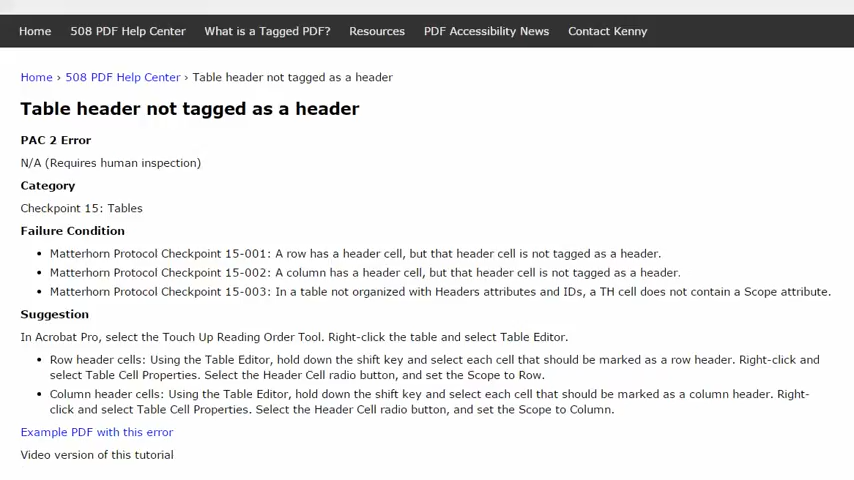 Home 508 PDF Help Center What is a Tagged PDF? Resources PDF Accessibility News Contact Kenny
Home › 508 PDF Help Center › Table header not tagged as a header
Table header not tagged as a header
PAC 2 Error
N/A (Requires human inspection)
Category
Checkpoint 15: Tables
Failure Condition
• Matterhorn Protocol Checkpoint 15-001: A row has a header cell, but that header cell is not tagged as a header.
• Matterhorn Protocol Checkpoint 15-002: A column has a header cell, but that header cell is not tagged as a header.
• Matterhorn Protocol Checkpoint 15-003: In a table not organized with Headers attributes and IDs, a TH cell does not contain a Scope attribute.
Suggestion
In Acrobat Pro, select the Touch Up Reading Order Tool. Right-click the table and select Table Editor.
• Row header cells: Using the Table Editor, hold down the shift key and select each cell that should be marked as a row header. Right-click and
select Table Cell Properties. Select the Header Cell radio button, and set the Scope to Row.
• Column header cells: Using the Table Editor, hold down the shift key and select each cell that should be marked as a column header. Right-
click and select Table Cell Properties. Select the Header Cell radio button, and set the Scope to Column.
Example PDF with this error
Video version of this tutorial